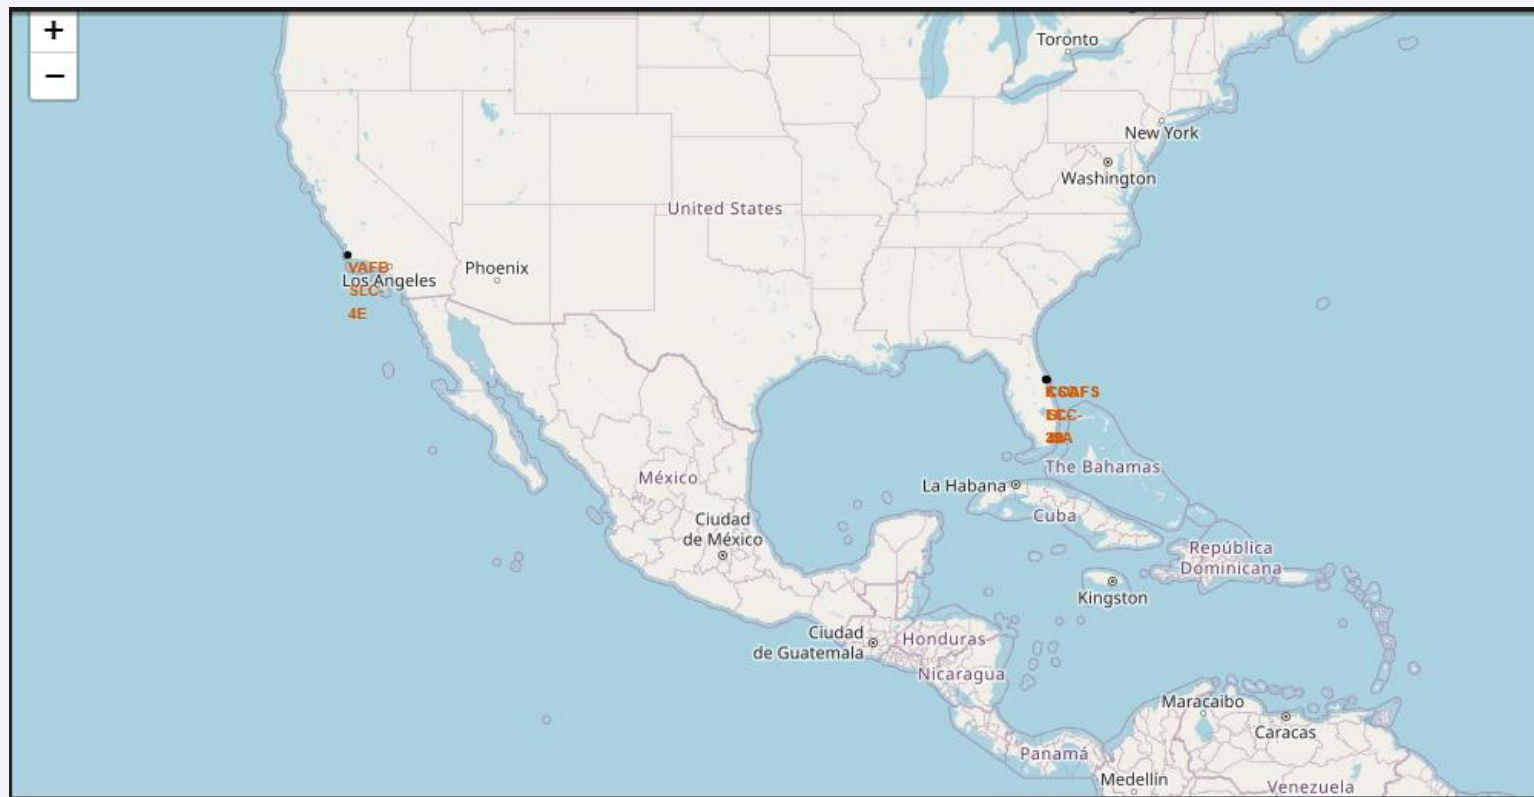 +
−
Toronto
New York
Washington
United States
Phoenix
VAFB
Los Angeles
SLC-
4E
The Bahamas
México
La Habana
Cuba
Ciudad
de México
República
Dominicana
Kingston
Ciudad
de Guatemala
Honduras
Nicaragua
Maracaibo
Caracas
Panamá
Medellín
Venezuela